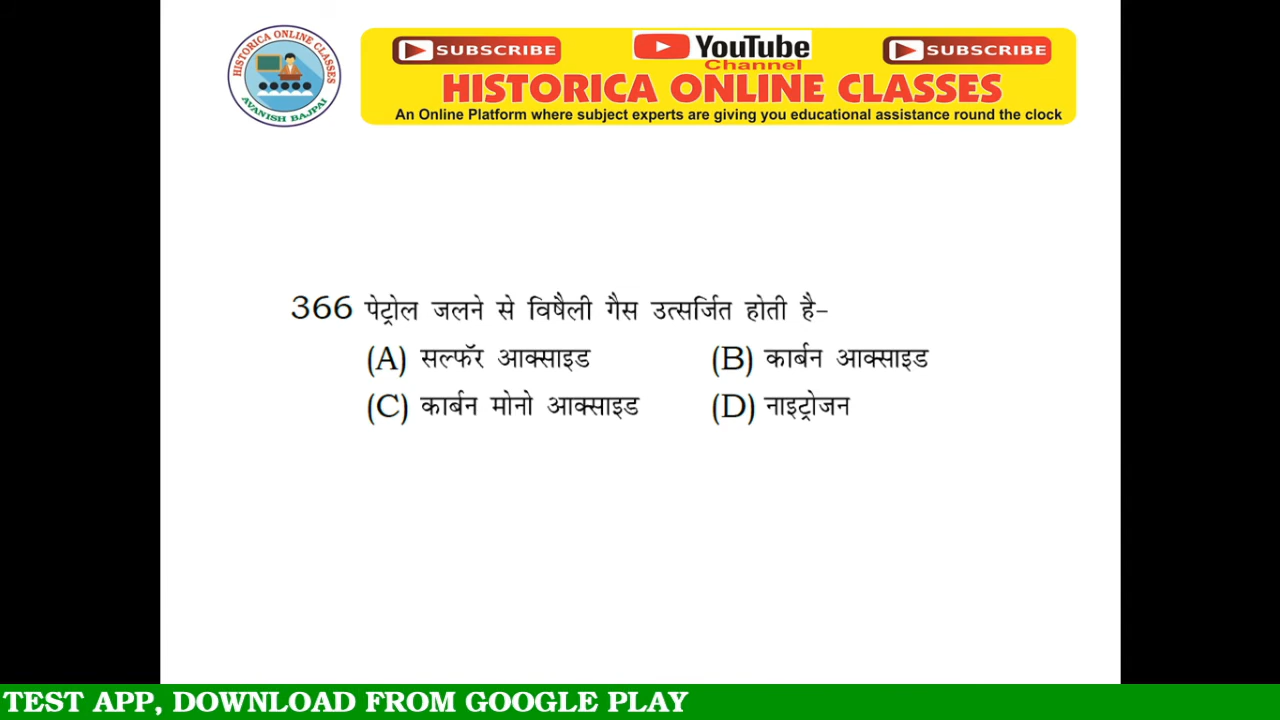 HISTORICA ONLINE CLASSES
AVANISH BAJPAI
SUBSCRIBE
YouTube
Channel
SUBSCRIBE
HISTORICA ONLINE CLASSES
An Online Platform where subject experts are giving you educational assistance round the clock
366 पेट्रोल जलने से विषैली गैस उत्सर्जित होती है-
(A) सल्फॅर आक्साइड (B) कार्बन आक्साइड
(C) कार्बन मोनो आक्साइड (D) नाइट्रोजन
TEST APP, DOWNLOAD FROM GOOGLE PLAY